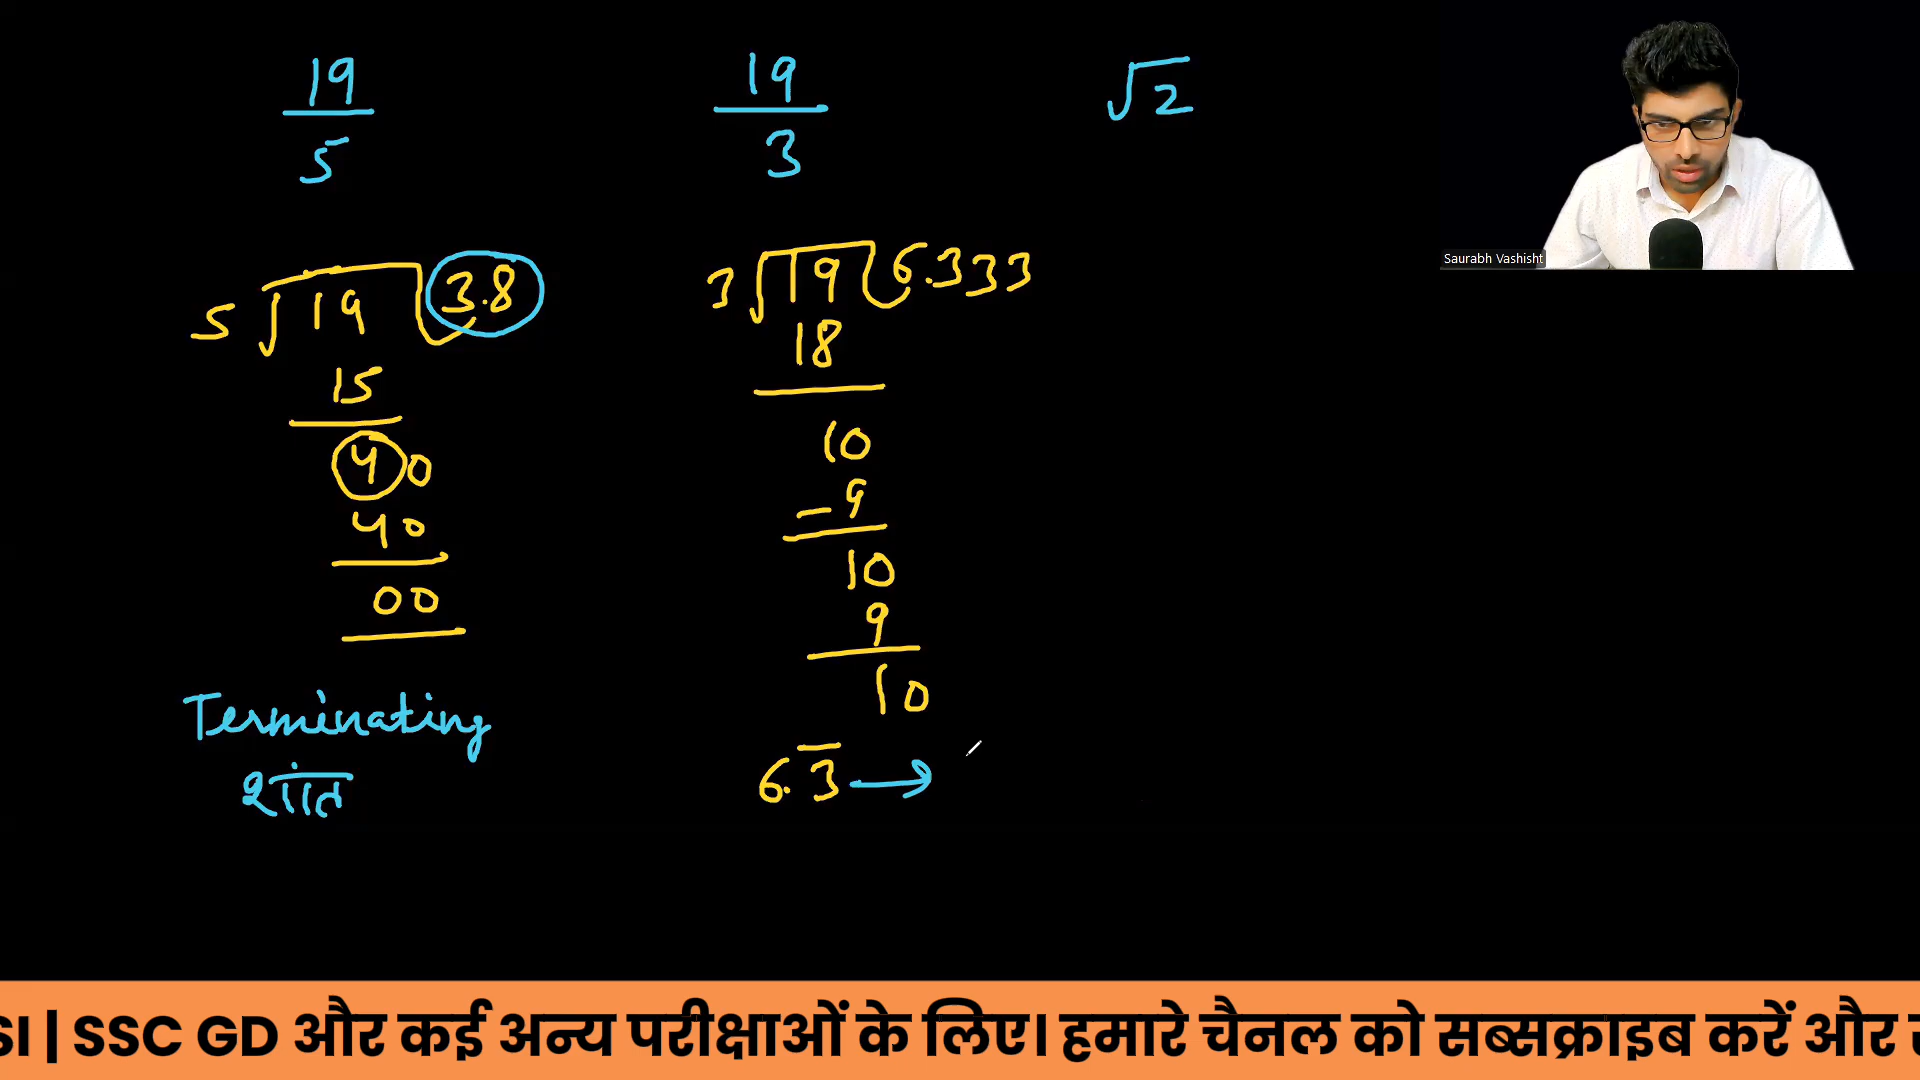 19
5
19
3
√2
5 √19 3.8
15
40
40
00
Terminating
शांत
3 √19 6.333
18
10
- 9
10
9
10
6.3̅ →
Saurabh Vashisht
SI | SSC GD और कई अन्य परीक्षाओं के लिए। हमारे चैनल को सब्सक्राइब करें और